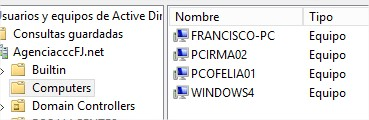 Usuarios y equipos de Active Dir
Consultas guardadas
AgenciacccFJ.net
Builtin
Computers
Domain Controllers
Nombre Tipo
FRANCISCO-PC Equipo
PCIRMA02 Equipo
PCOFELIA01 Equipo
WINDOWS4 Equipo